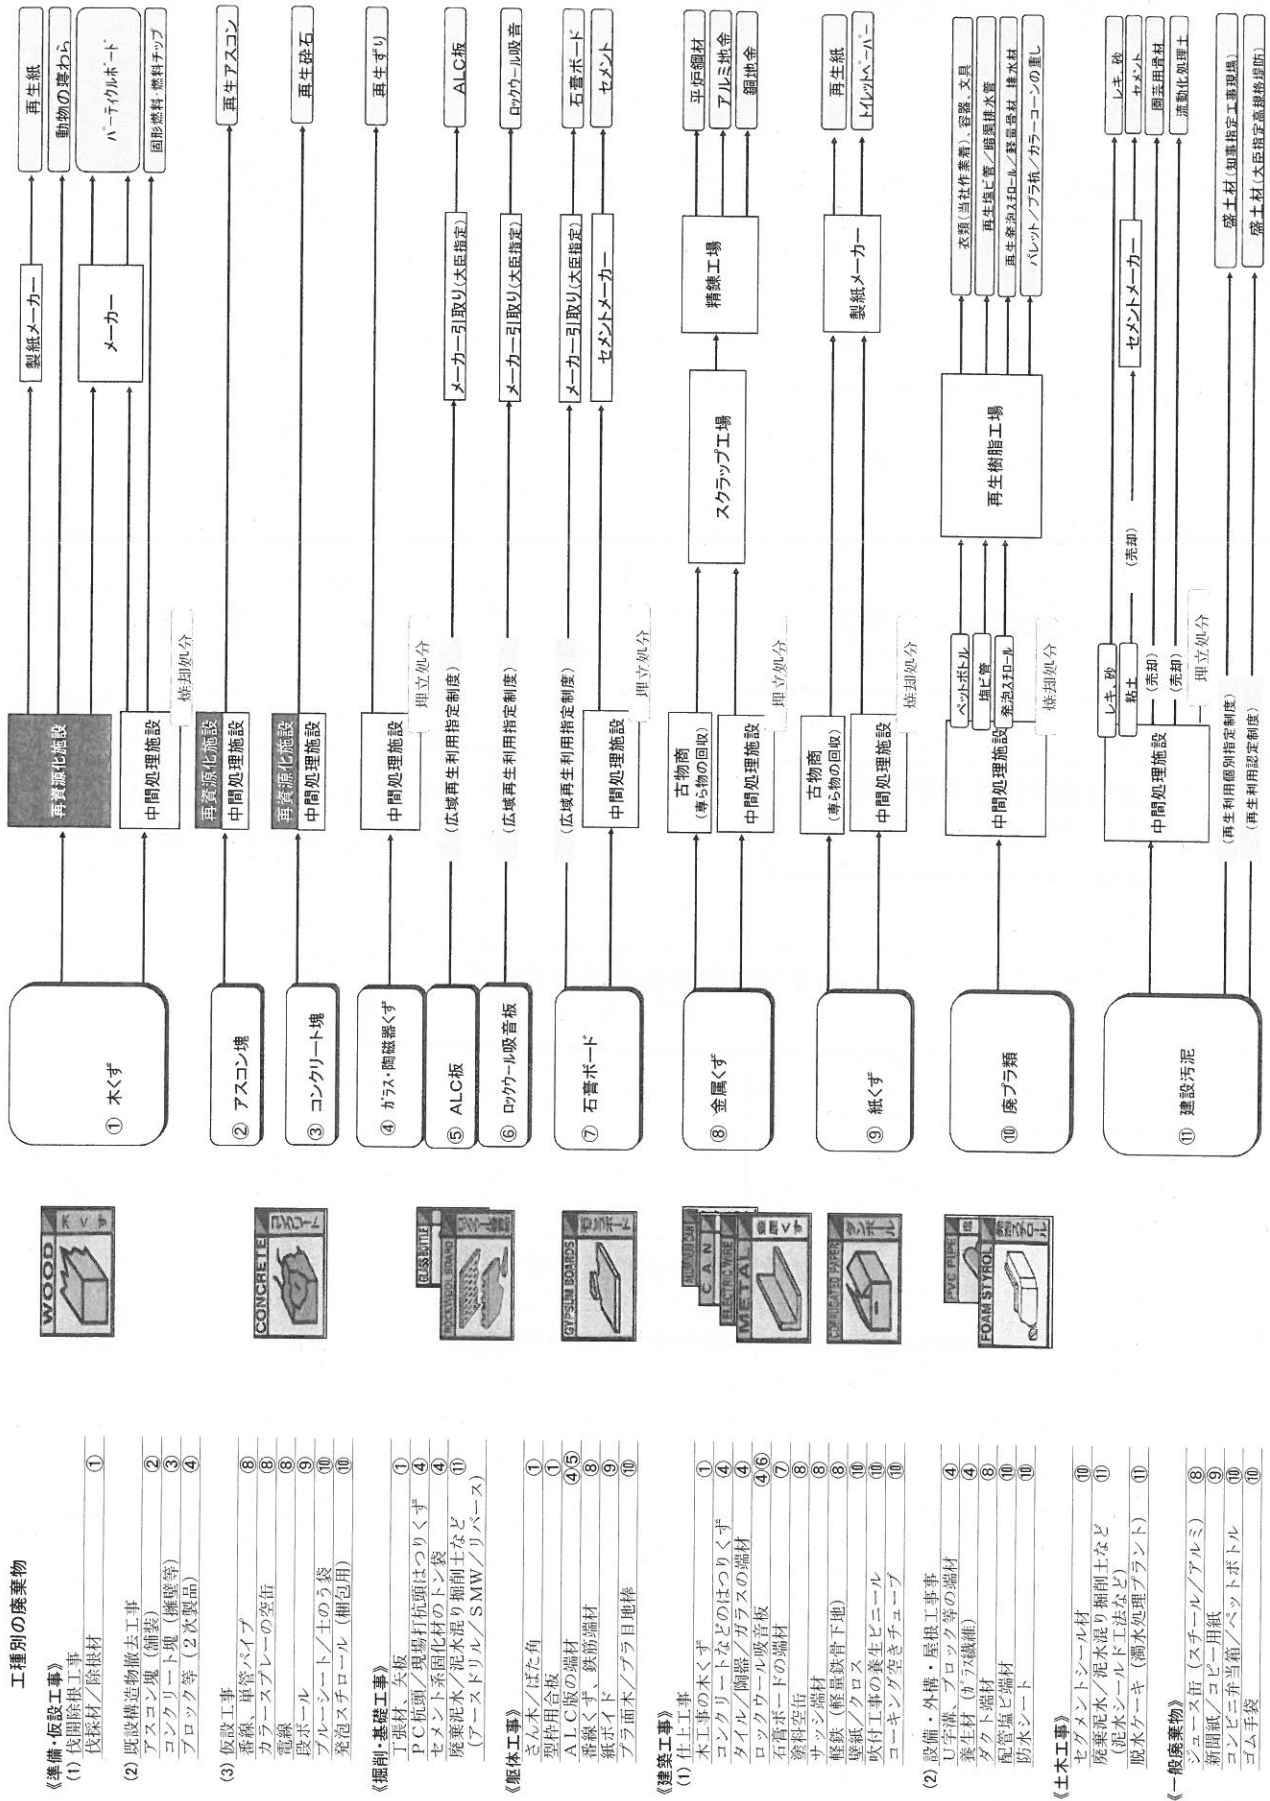 工種別の廃棄物
《準備・仮設工事》
(1) 伐開除根工事
伐採材／除根材 ①
(2) 既設構造物撤去工事
アスコン塊（舗装） ②
コンクリート塊（擁壁等） ③
ブロック等（２次製品） ④
(3) 仮設工事
番線、単管パイプ ⑧
カラースプレーの空缶 ⑧
電線 ⑧
段ボール ⑨
ブルーシート／土のう袋 ⑩
発泡スチロール（梱包用） ⑩
《掘削・基礎工事》
丁張材、矢板 ①
ＰＣ杭頭／現場打杭頭はつりくず ④
セメント系固化材のトン袋 ④
廃棄泥水／泥水混り掘削土など ⑪
（アースドリル／ＳＭＷ／リバース）
《躯体工事》
さん木／ばた角 ①
型枠用合板 ①
ＡＬＣ版の端材 ④⑤
番線くず、鉄筋端材 ⑧
紙ボイド ⑨
プラ面木／プラ目地棒 ⑩
《建築工事》
(1) 仕上工事
木工事の木くず ①
コンクリートなどのはつりくず ④
タイル／陶器／ガラスの端材 ④
ロックウール吸音板 ④⑥
石膏ボードの端材 ⑦
塗料空缶 ⑧
サッシ端材 ⑧
軽鉄（軽量鉄骨下地） ⑧
壁紙／クロス ⑩
吹付工事の養生ビニール ⑩
コーキング空きチューブ ⑩
(2) 設備・外構・屋根工事事
Ｕ字溝、ブロック等の端材 ④
養生材（ガラス繊維） ④
ダクト端材 ⑧
配管塩ビ端材 ⑩
防水シート ⑩
《土木工事》
セグメントシール材 ⑩
廃棄泥水／泥水混り掘削土など ⑪
（泥水シールド工法など）
脱水ケーキ（濁水処理プラント） ⑪
《一般廃棄物》
ジュース缶（スチール／アルミ） ⑧
新聞紙／コピー用紙 ⑨
コンビニ弁当箱／ペットボトル ⑩
ゴム手袋 ⑩
WOOD
木くず
CONCRETE
コンクリート
GLASS BOTTLE
ROCKWOOL BOARD
GYPSUM BOARDS
石コウボード
ALUMINIUM CAN
CAN
ELECTRIC WIRE
METAL
金属くず
CORRUGATED PAPER
ダンボール
PVC PIPE
FOAM STYROL
発泡スチロール
① 木くず
再資源化施設
製紙メーカー
再生紙
動物の寝わら
メーカー
パーティクルボード
中間処理施設
固形燃料・燃料チップ
焼却処分
② アスコン塊
再資源化施設
中間処理施設
再生アスコン
③ コンクリート塊
再資源化施設
中間処理施設
再生砕石
④ ガラス・陶磁器くず
中間処理施設
再生ずり
埋立処分
⑤ ALC板
（広域再生利用指定制度）
メーカー引取り(大臣指定)
ALC板
⑥ ロックウール吸音板
（広域再生利用指定制度）
メーカー引取り(大臣指定)
ロックウール吸音
⑦ 石膏ボード
（広域再生利用指定制度）
メーカー引取り(大臣指定)
石膏ボード
中間処理施設
セメントメーカー
セメント
埋立処分
⑧ 金属くず
古物商
（専ら物の回収）
中間処理施設
スクラップ工場
精錬工場
平炉鋼材
アルミ地金
銅地金
埋立処分
⑨ 紙くず
古物商
（専ら物の回収）
中間処理施設
製紙メーカー
再生紙
トイレットペーパー
焼却処分
⑩ 廃プラ類
中間処理施設
ペットボトル
塩ビ管
発泡スチロール
再生樹脂工場
衣類(当社作業着)、容器、文具
再生塩ビ管／暗渠排水管
再生発泡スチロール／軽量骨材 排水材
パレット／プラ杭／カラーコーンの重し
焼却処分
⑪ 建設汚泥
中間処理施設
レキ、砂
粘土
（売却）
セメントメーカー
レキ、砂
セメント
（売却）
園芸用骨材
（売却）
流動化処理土
埋立処分
（再生利用個別指定制度）
盛土材(知事指定工事現場)
（再生利用認定制度）
盛土材(大臣指定高規格堤防)